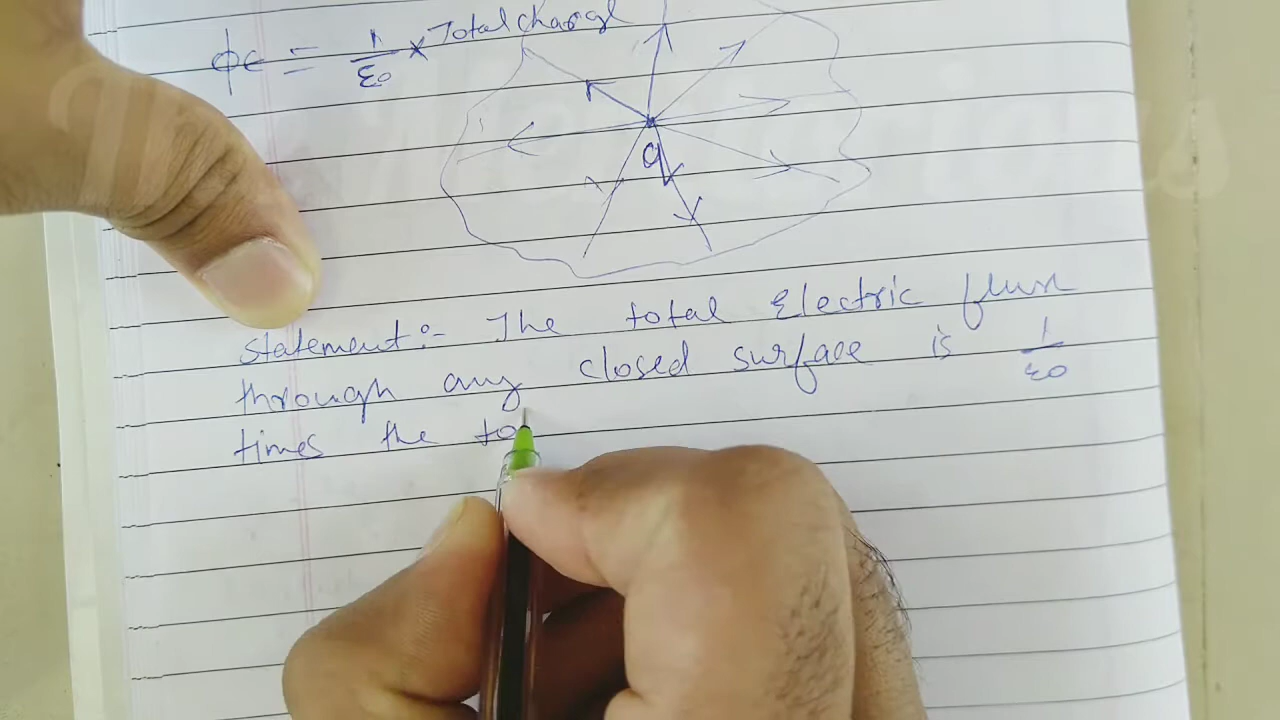 ϕε = 1/ε0 × Total charge
q
statement:- The total Electric flux
through any closed surface is 1/ε0
times the to